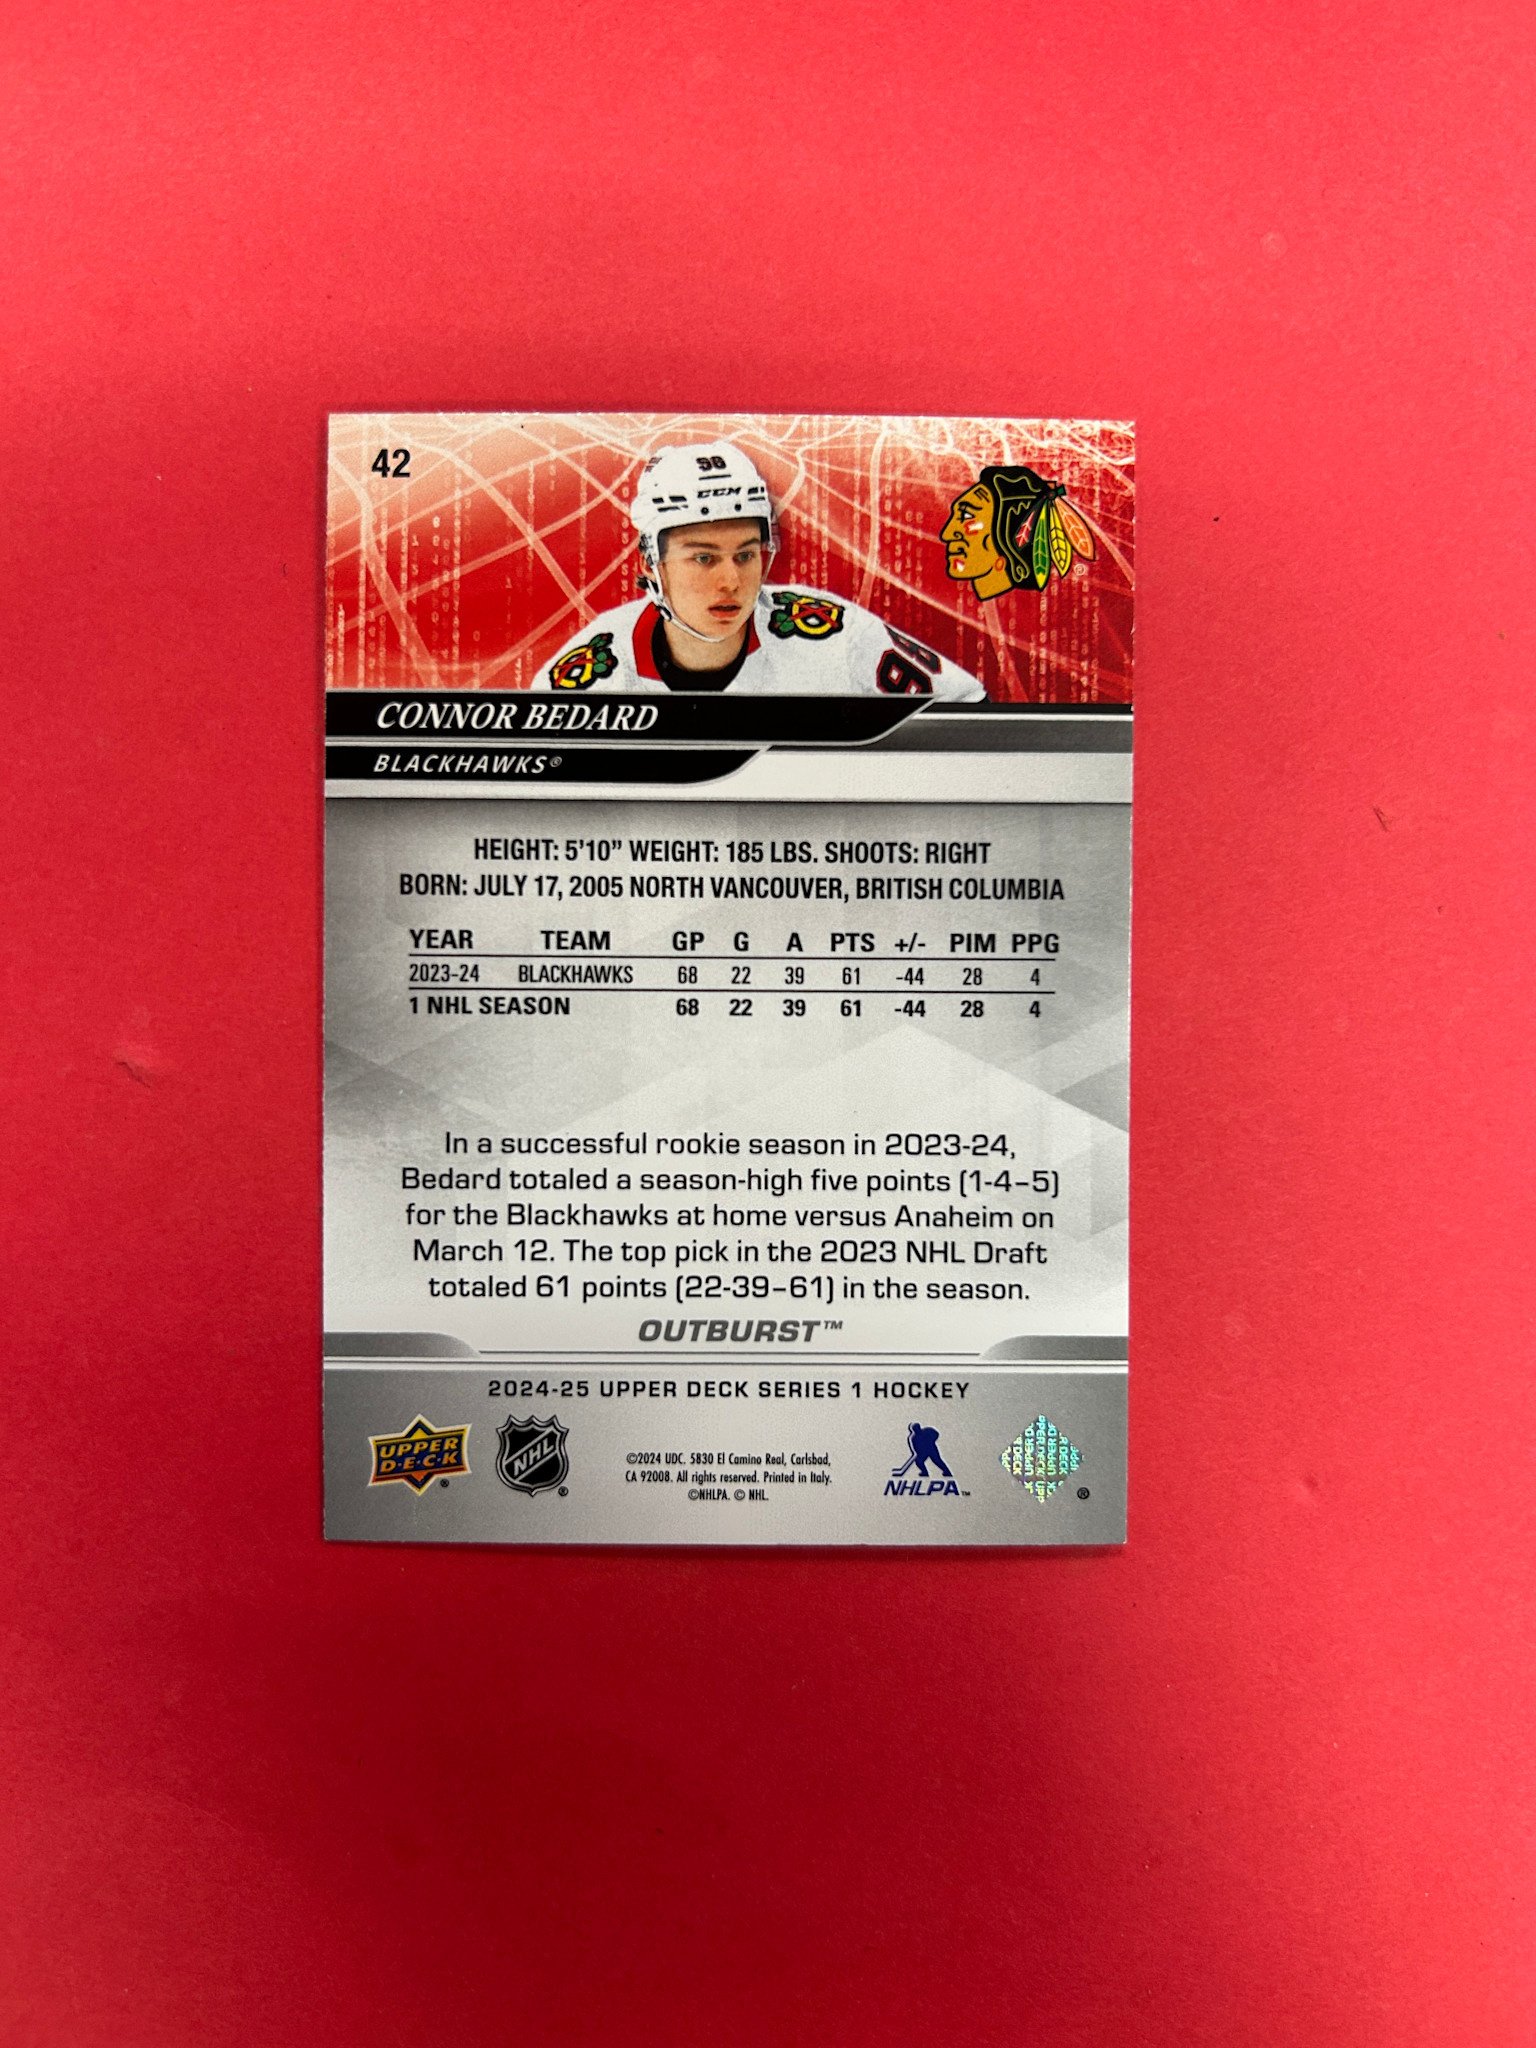 42
98
CCM
98
CONNOR BEDARD
BLACKHAWKS®
HEIGHT: 5'10” WEIGHT: 185 LBS. SHOOTS: RIGHT
BORN: JULY 17, 2005 NORTH VANCOUVER, BRITISH COLUMBIA
YEAR TEAM GP G A PTS +/- PIM PPG
2023-24 BLACKHAWKS 68 22 39 61 -44 28 4
1 NHL SEASON 68 22 39 61 -44 28 4
In a successful rookie season in 2023-24,
Bedard totaled a season-high five points (1-4–5)
for the Blackhawks at home versus Anaheim on
March 12. The top pick in the 2023 NHL Draft
totaled 61 points (22-39–61) in the season.
OUTBURST™
2024-25 UPPER DECK SERIES 1 HOCKEY
UPPER
D·E·C·K ®
NHL ®
©2024 UDC. 5830 El Camino Real, Carlsbad,
CA 92008. All rights reserved. Printed in Italy.
©NHLPA. © NHL.
NHLPA™
UPPER DECK ®